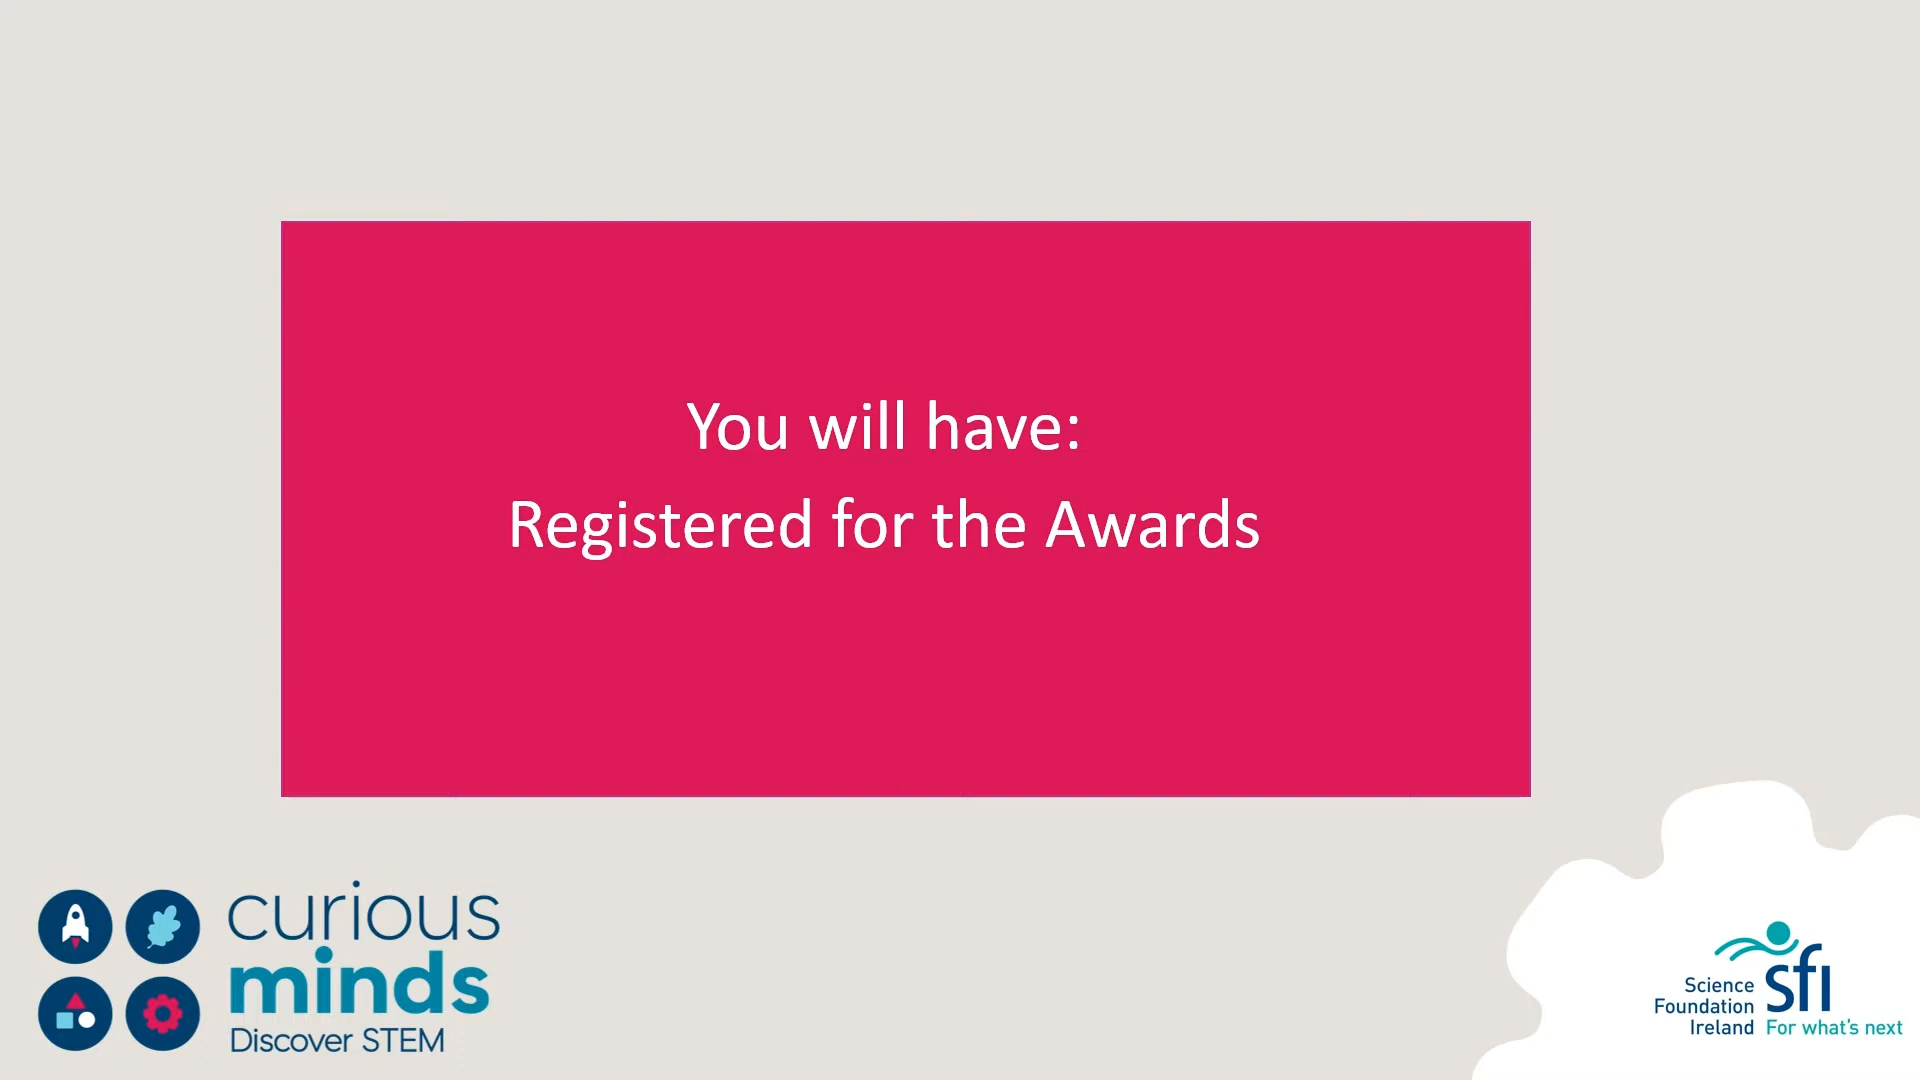 You will have:
Registered for the Awards
curious
minds
Discover STEM
Science
Foundation
Ireland
sfi
For what's next